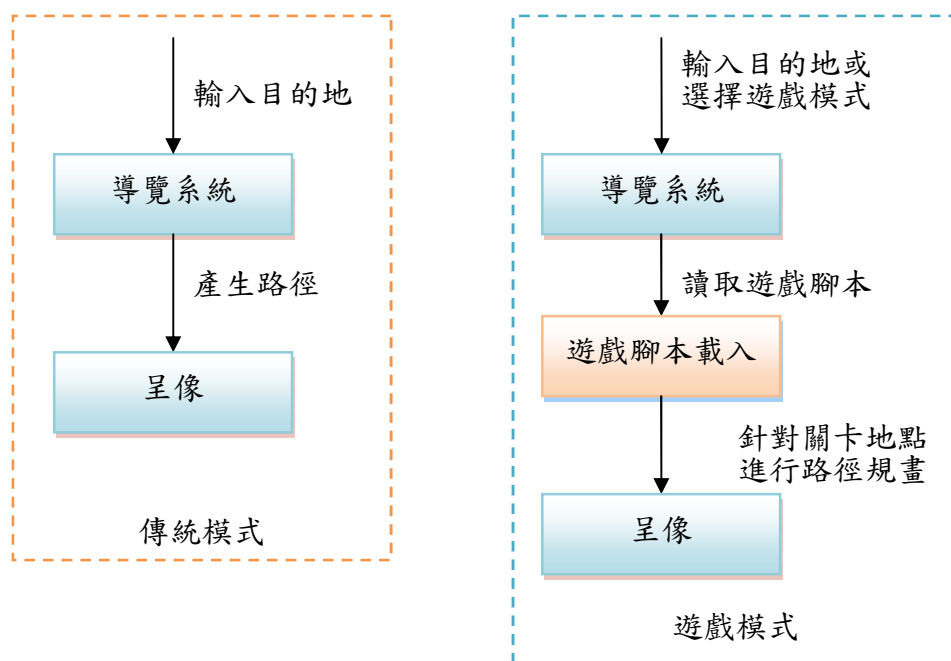 輸入目的地
導覽系統
產生路徑
呈像
傳統模式
輸入目的地或
選擇遊戲模式
導覽系統
讀取遊戲腳本
遊戲腳本載入
針對關卡地點
進行路徑規畫
呈像
遊戲模式